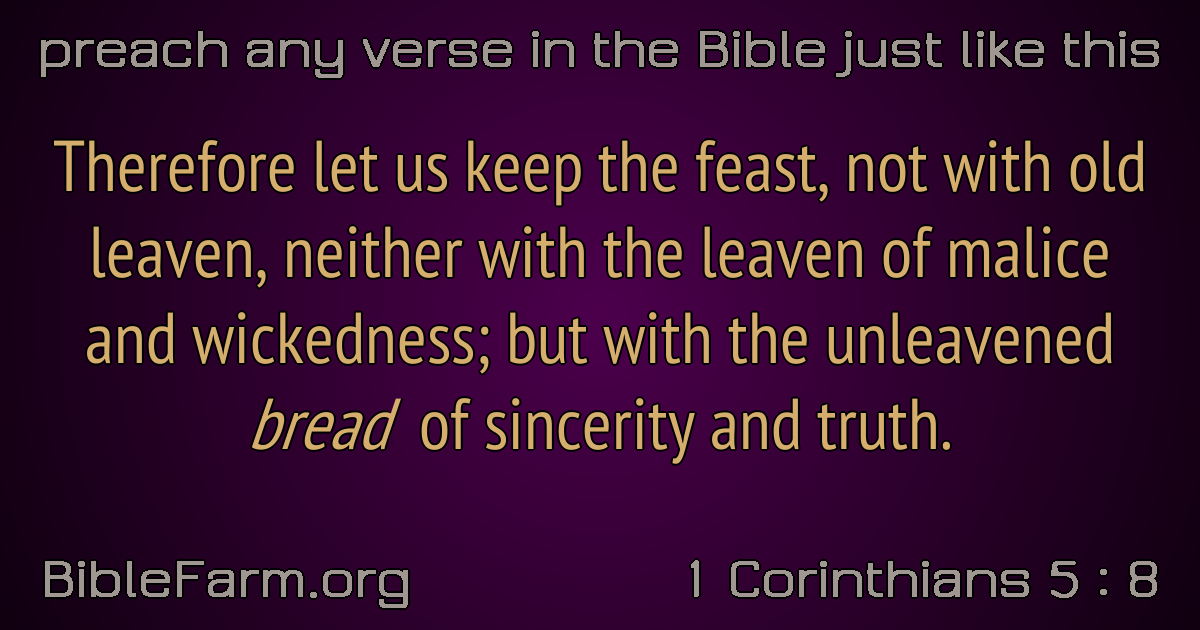 preach any verse in the Bible just like this
Therefore let us keep the feast, not with old
leaven, neither with the leaven of malice
and wickedness; but with the unleavened
bread of sincerity and truth.
BibleFarm.org
1 Corinthians 5 : 8